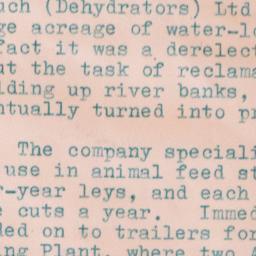 uch (Dehydrators) Ltd
ge acreage of water-lo
fact it was a derelect
ut the task of reclama
lding up river banks,
ntually turned into pr
The company speciali
use in animal feed st
r-year leys, and each
e cuts a year. Immed
ded on to trailers for
ing Plant, where two